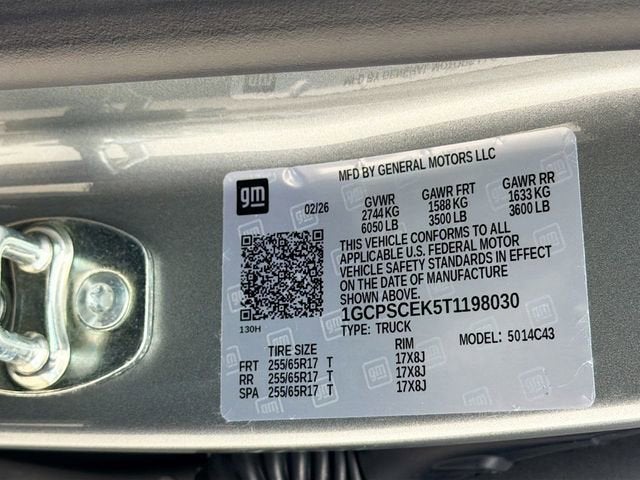 MFD BY GENERAL MOTORS LLC
gm
02/26
GVWR GAWR FRT GAWR RR
2744 KG 1588 KG 1633 KG
6050 LB 3500 LB 3600 LB
THIS VEHICLE CONFORMS TO ALL
APPLICABLE U.S. FEDERAL MOTOR
VEHICLE SAFETY STANDARDS IN EFFECT
ON THE DATE OF MANUFACTURE
SHOWN ABOVE.
1GCPSCEK5T1198030
130H
TYPE: TRUCK
MODEL: 5014C43
TIRE SIZE RIM
FRT 255/65R17 T 17X8J
RR 255/65R17 T 17X8J
SPA 255/65R17 T 17X8J